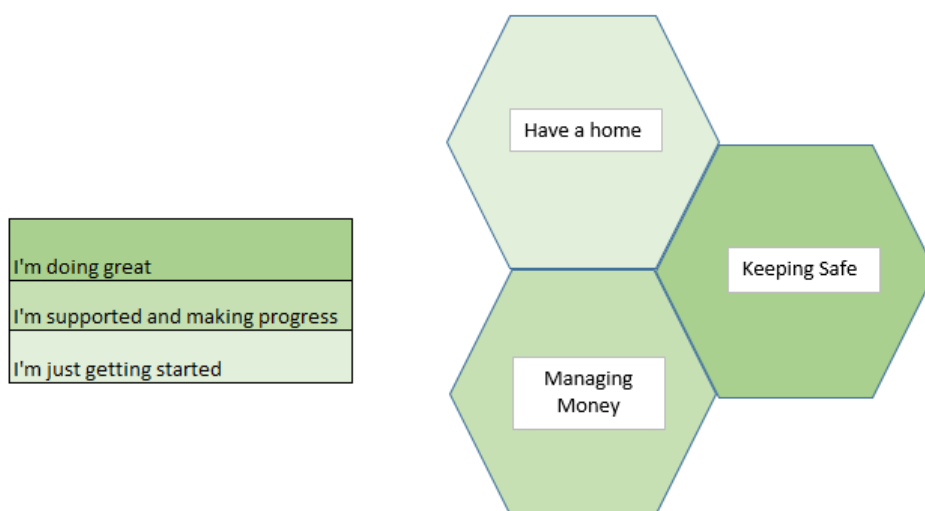 I'm doing great
I'm supported and making progress
I'm just getting started
Have a home
Keeping Safe
Managing
Money